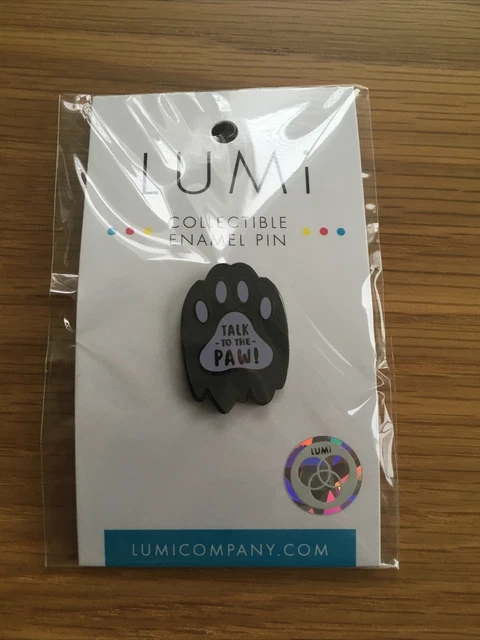 LUMi
COLLECTIBLE
ENAMEL PIN
TALK
- TO THE -
PAW!
LUMi
LUMICOMPANY.COM